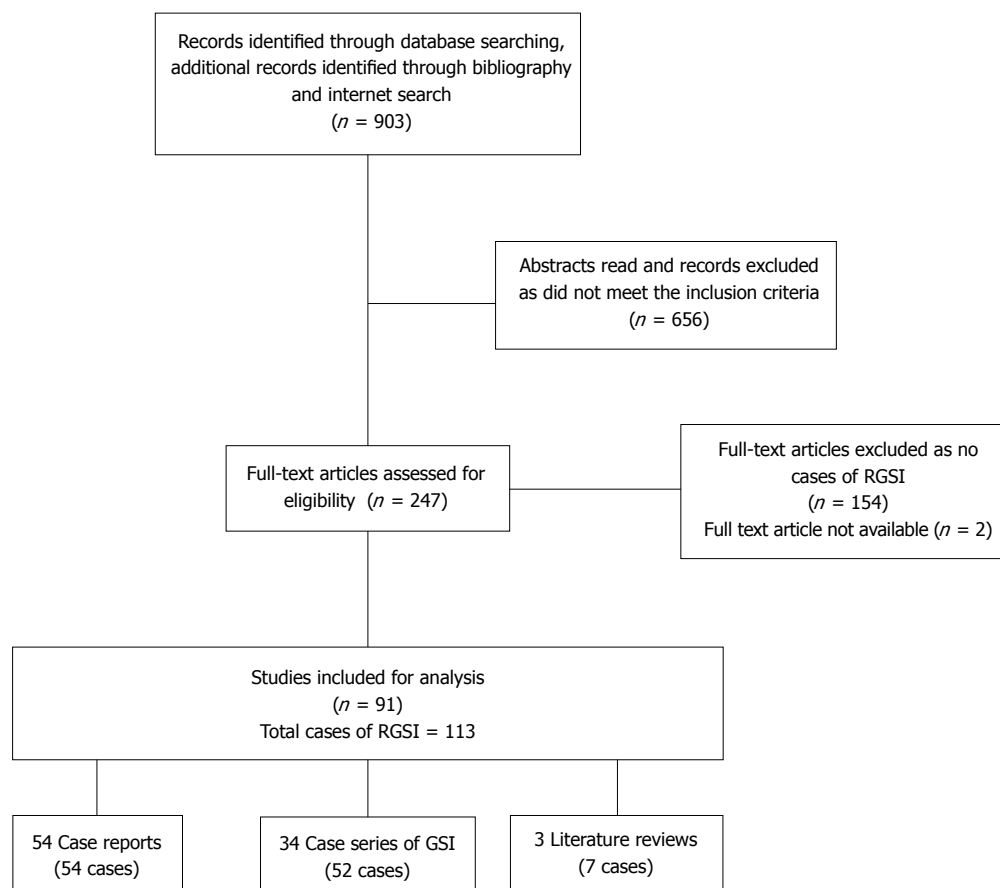 Records identified through database searching,
additional records identified through bibliography
and internet search
(n = 903)
Abstracts read and records excluded
as did not meet the inclusion criteria
(n = 656)
Full-text articles assessed for
eligibility (n = 247)
Full-text articles excluded as no
cases of RGSI
(n = 154)
Full text article not available (n = 2)
Studies included for analysis
(n = 91)
Total cases of RGSI = 113
54 Case reports
(54 cases)
34 Case series of GSI
(52 cases)
3 Literature reviews
(7 cases)